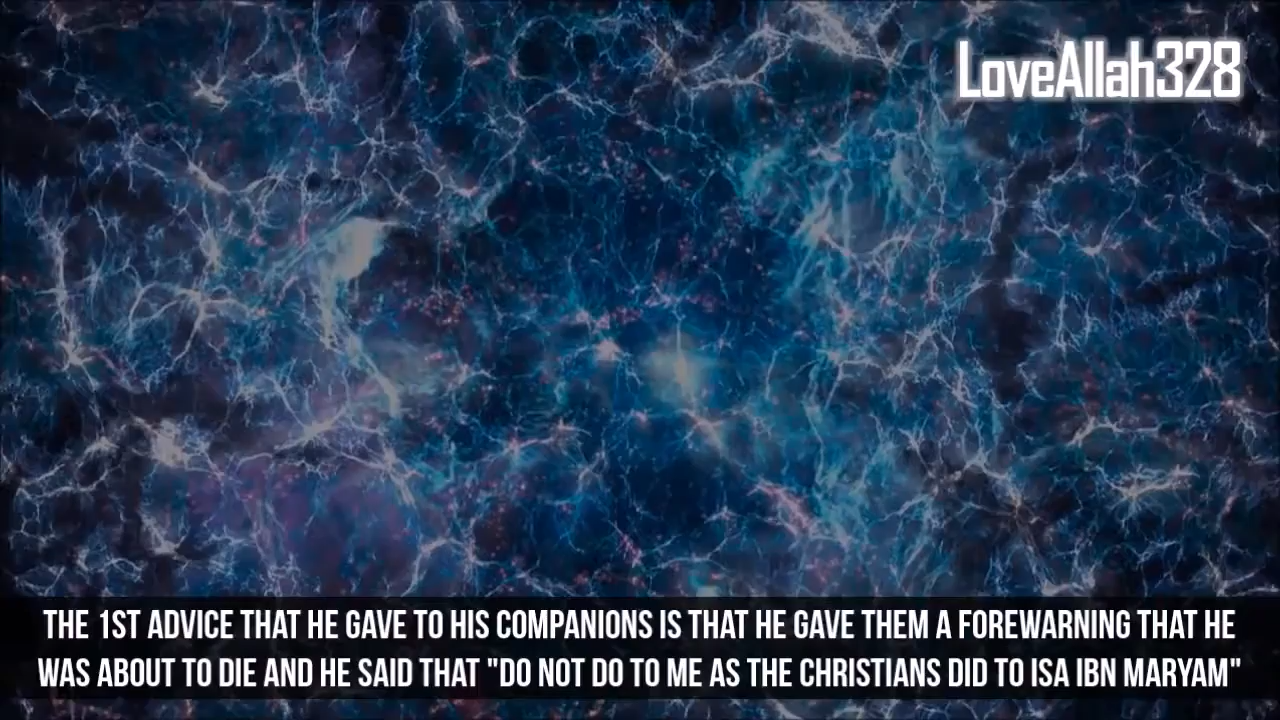 LoveAllah328
THE 1ST ADVICE THAT HE GAVE TO HIS COMPANIONS IS THAT HE GAVE THEM A FOREWARNING THAT HE
WAS ABOUT TO DIE AND HE SAID THAT "DO NOT DO TO ME AS THE CHRISTIANS DID TO ISA IBN MARYAM"